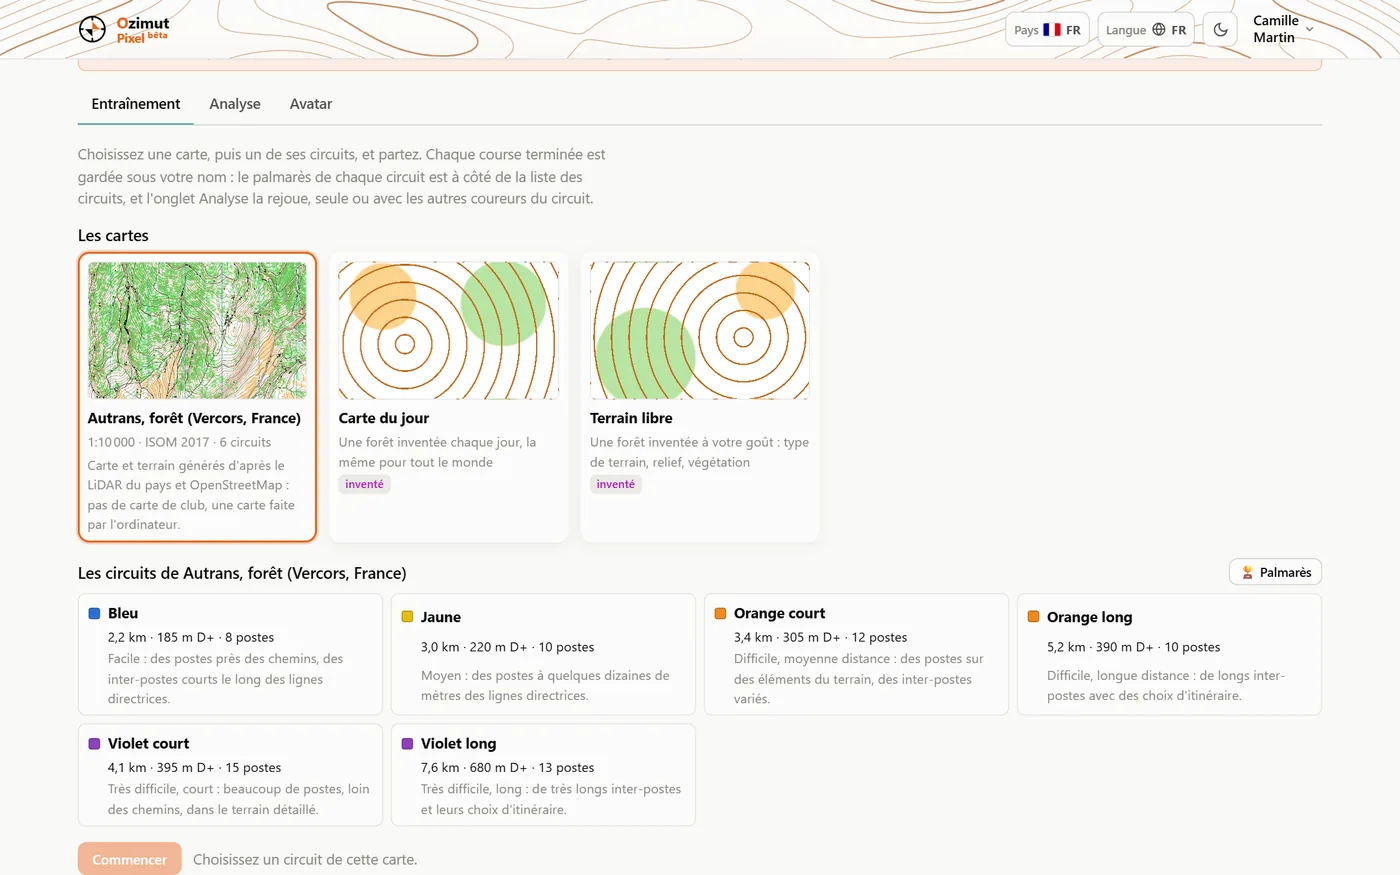 Ozimut
Pixel bêta
Pays FR
Langue FR
Camille
Martin
Entraînement
Analyse
Avatar
Choisissez une carte, puis un de ses circuits, et partez. Chaque course terminée est
gardée sous votre nom : le palmarès de chaque circuit est à côté de la liste des
circuits, et l'onglet Analyse la rejoue, seule ou avec les autres coureurs du circuit.
Les cartes
Autrans, forêt (Vercors, France)
1:10 000 · ISOM 2017 · 6 circuits
Carte et terrain générés d'après le
LiDAR du pays et OpenStreetMap :
pas de carte de club, une carte faite
par l'ordinateur.
Carte du jour
Une forêt inventée chaque jour, la
même pour tout le monde
inventé
Terrain libre
Une forêt inventée à votre goût : type
de terrain, relief, végétation
inventé
Les circuits de Autrans, forêt (Vercors, France)
Palmarès
Bleu
2,2 km · 185 m D+ · 8 postes
Facile : des postes près des chemins, des
inter-postes courts le long des lignes
directrices.
Jaune
3,0 km · 220 m D+ · 10 postes
Moyen : des postes à quelques dizaines de
mètres des lignes directrices.
Orange court
3,4 km · 305 m D+ · 12 postes
Difficile, moyenne distance : des postes sur
des éléments du terrain, des inter-postes
variés.
Orange long
5,2 km · 390 m D+ · 10 postes
Difficile, longue distance : de longs inter-
postes avec des choix d'itinéraire.
Violet court
4,1 km · 395 m D+ · 15 postes
Très difficile, court : beaucoup de postes, loin
des chemins, dans le terrain détaillé.
Violet long
7,6 km · 680 m D+ · 13 postes
Très difficile, long : de très longs inter-postes
et leurs choix d'itinéraire.
Commencer
Choisissez un circuit de cette carte.